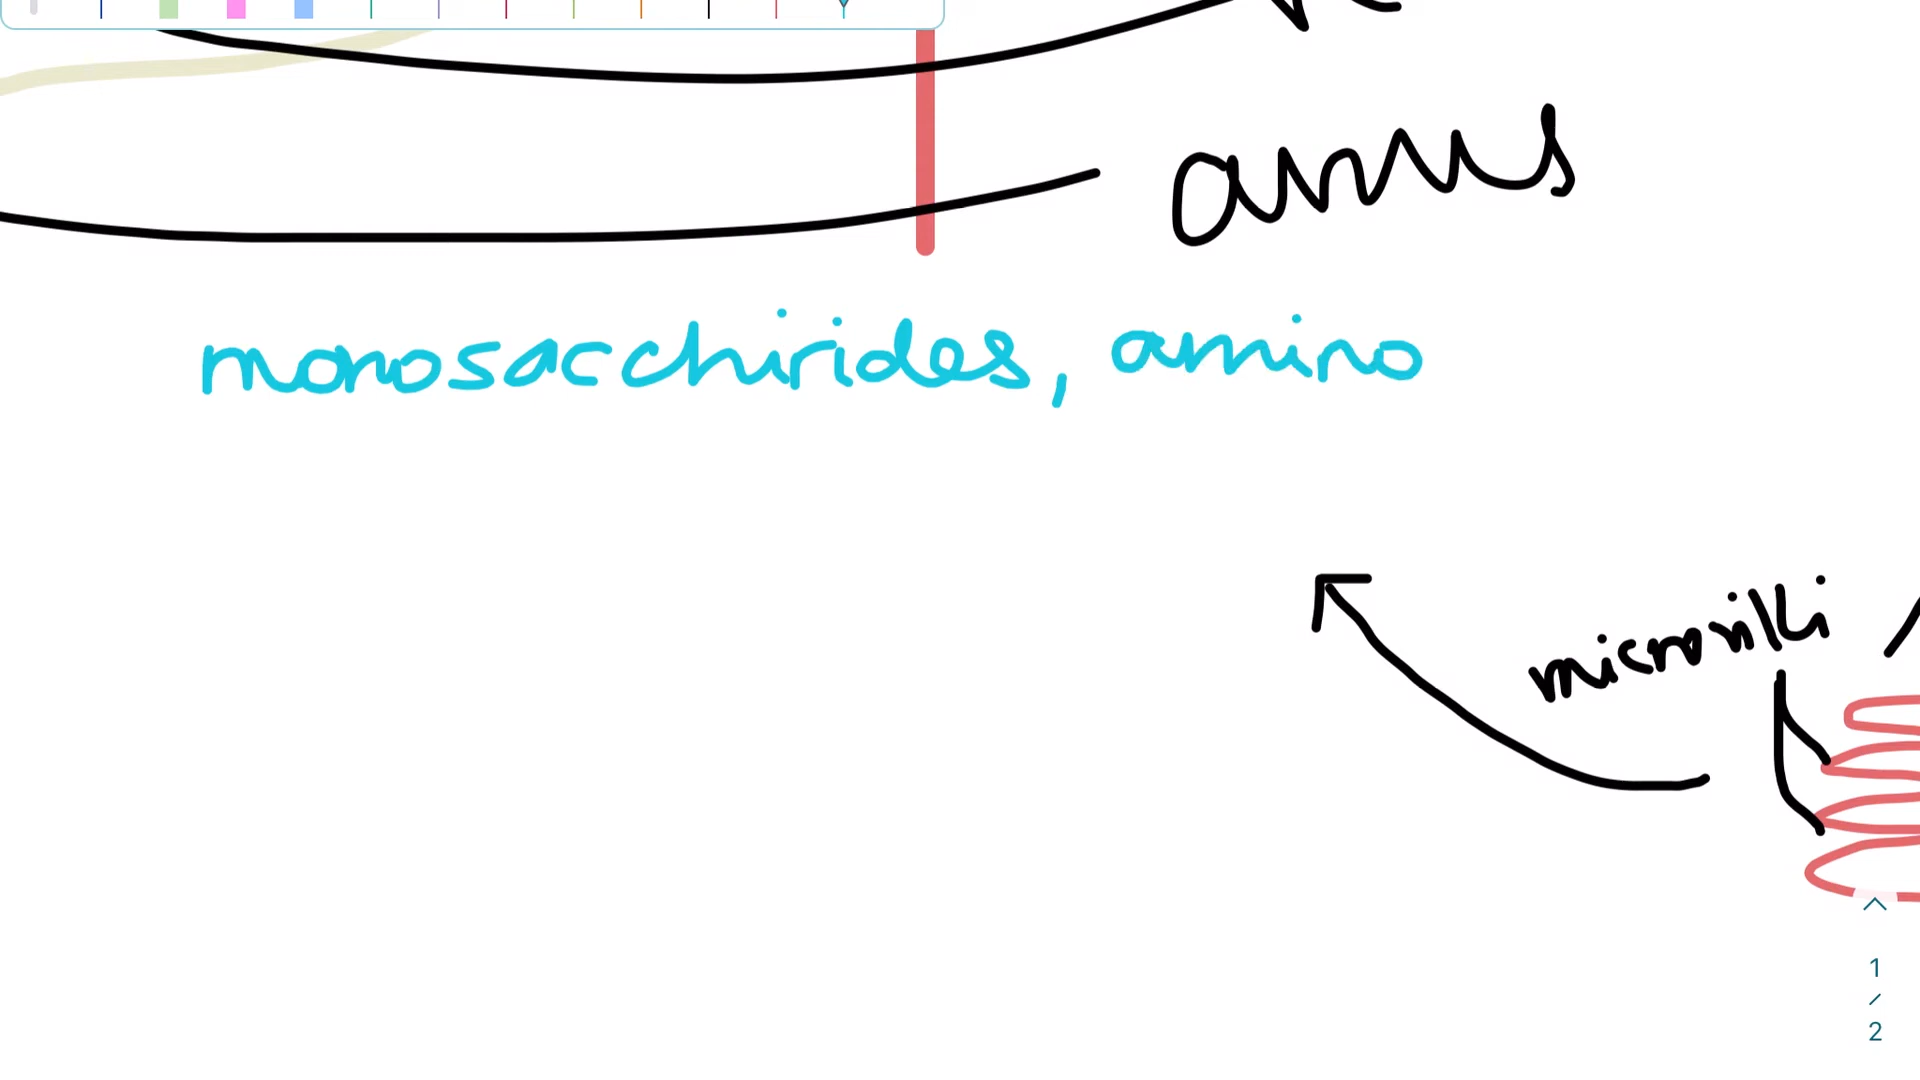 anus
monosacchirides, amino
microvilli
1
/
2